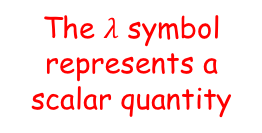 The λ symbol
represents a
scalar quantity